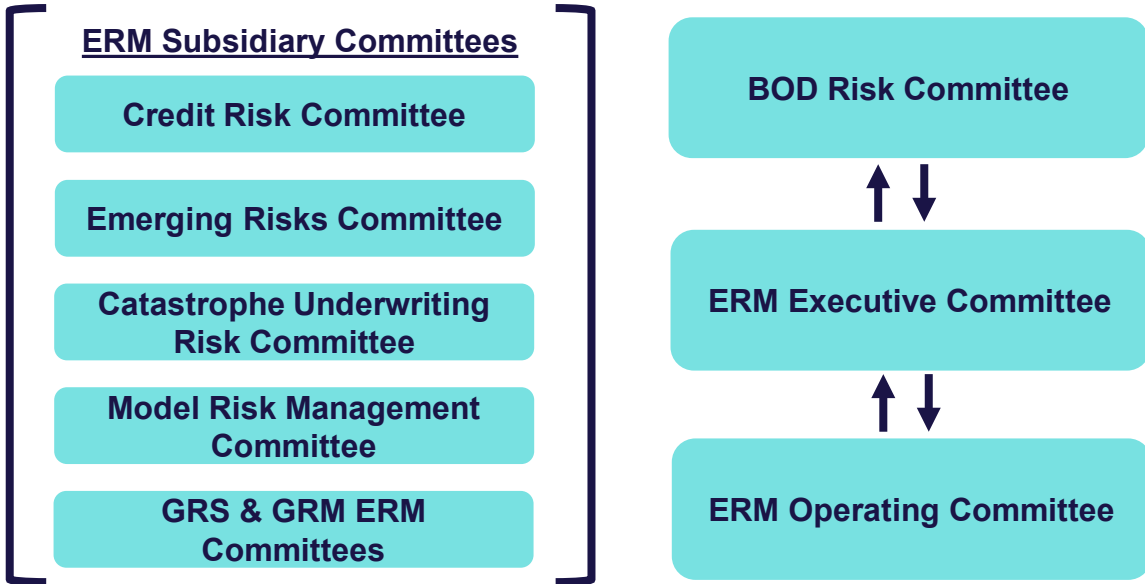 ERM Subsidiary Committees
Credit Risk Committee
Emerging Risks Committee
Catastrophe Underwriting
Risk Committee
Model Risk Management
Committee
GRS & GRM ERM
Committees
BOD Risk Committee
ERM Executive Committee
ERM Operating Committee